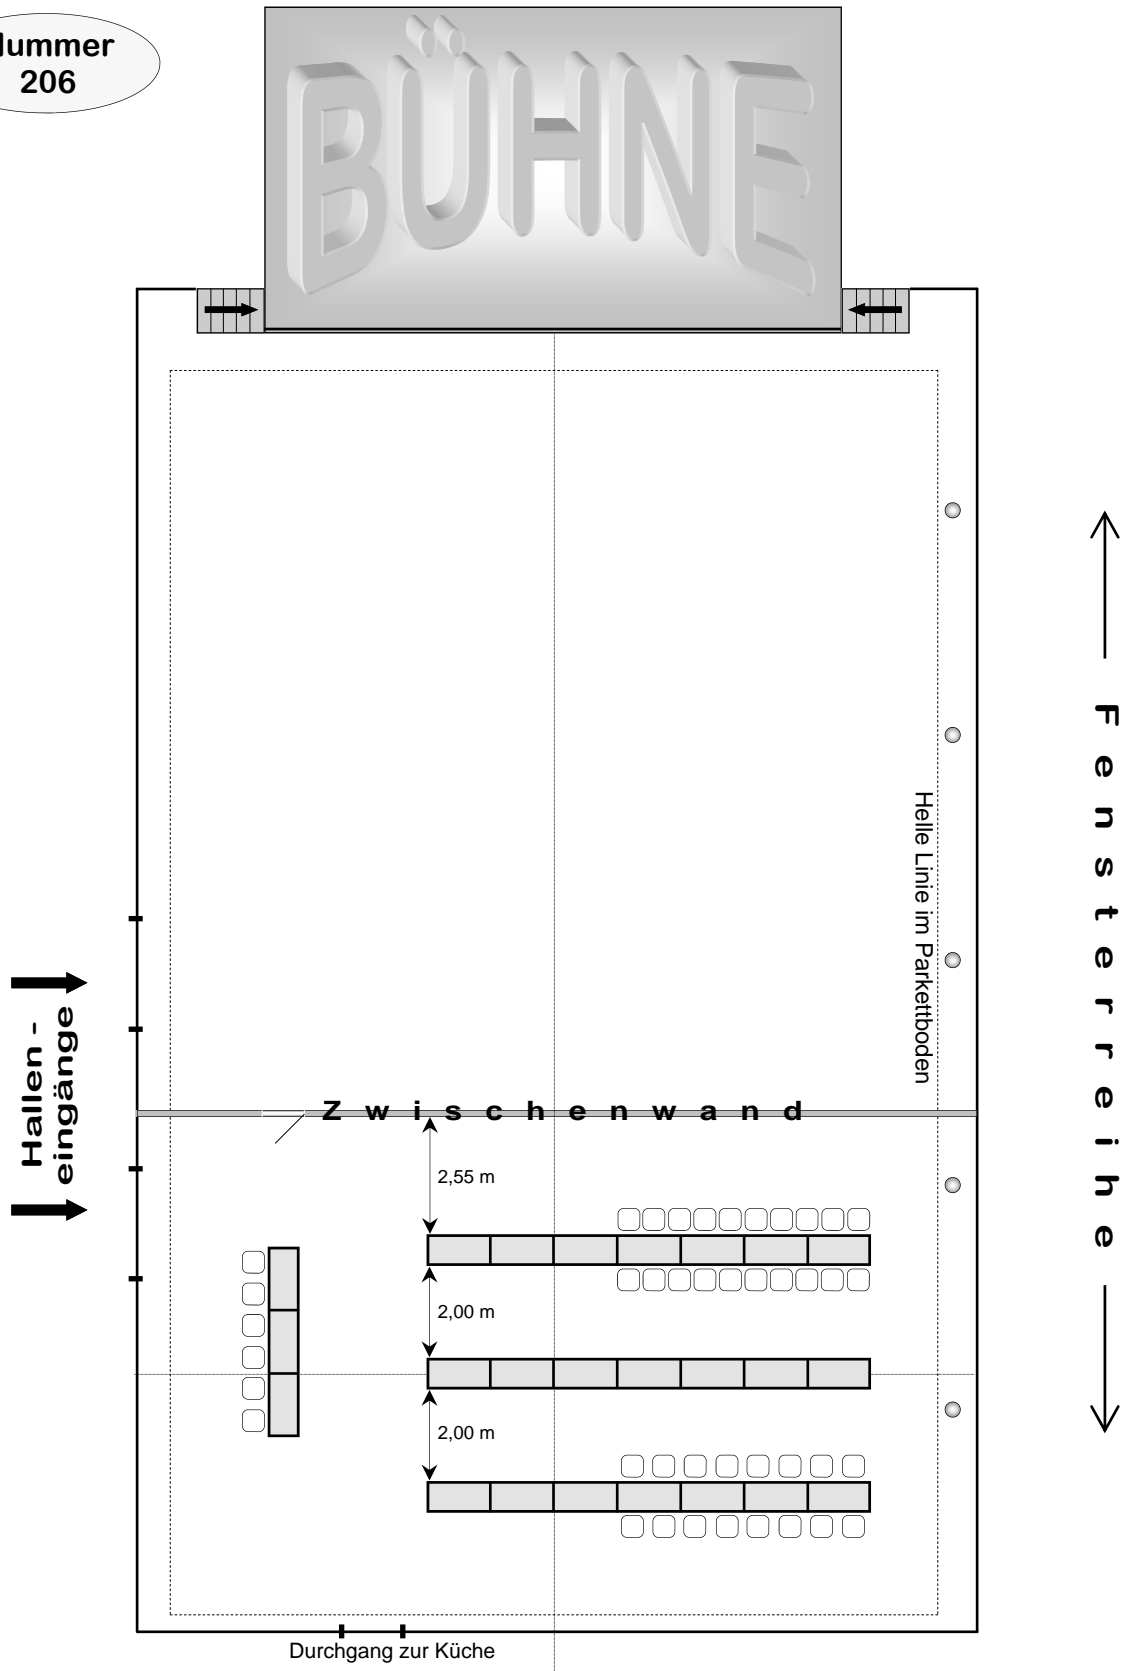 206
BÜHNE
Fensterreihe
Helle Linie im Parkettboden
Hallen -
eingänge
Zwischenwand
2,55 m
2,00 m
2,00 m
Durchgang zur Küche